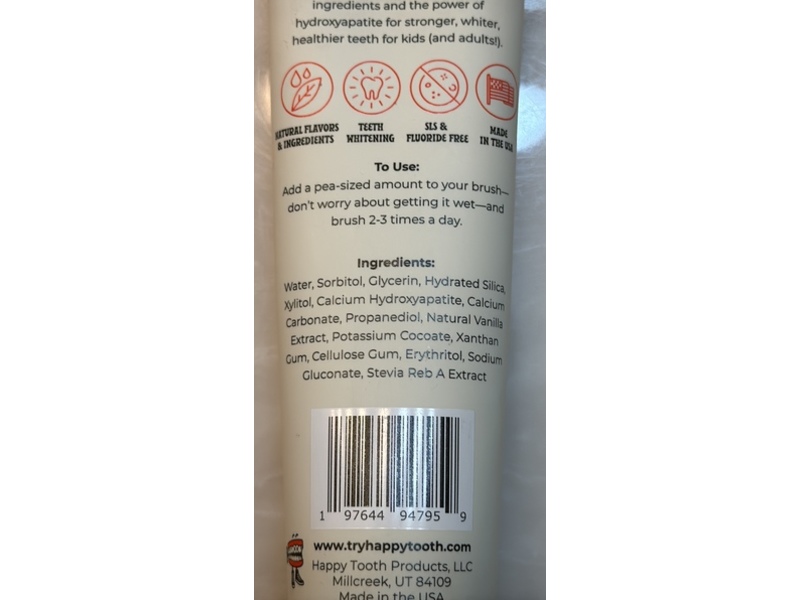 ingredients and the power of
hydroxyapatite for stronger, whiter,
healthier teeth for kids (and adults!).
NATURAL FLAVORS
& INGREDIENTS
TEETH
WHITENING
SLS &
FLUORIDE FREE
MADE
IN THE USA
To Use:
Add a pea-sized amount to your brush—
don't worry about getting it wet—and
brush 2-3 times a day.
Ingredients:
Water, Sorbitol, Glycerin, Hydrated Silica,
Xylitol, Calcium Hydroxyapatite, Calcium
Carbonate, Propanediol, Natural Vanilla
Extract, Potassium Cocoate, Xanthan
Gum, Cellulose Gum, Erythritol, Sodium
Gluconate, Stevia Reb A Extract
1 97644 94795 9
www.tryhappytooth.com
Happy Tooth Products, LLC
Millcreek, UT 84109
Made in the USA